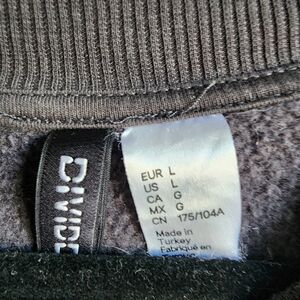 DIVIDED
EUR L
US L
CA G
MX G
CN 175/104A
Made in
Turkey
Fabriqué en